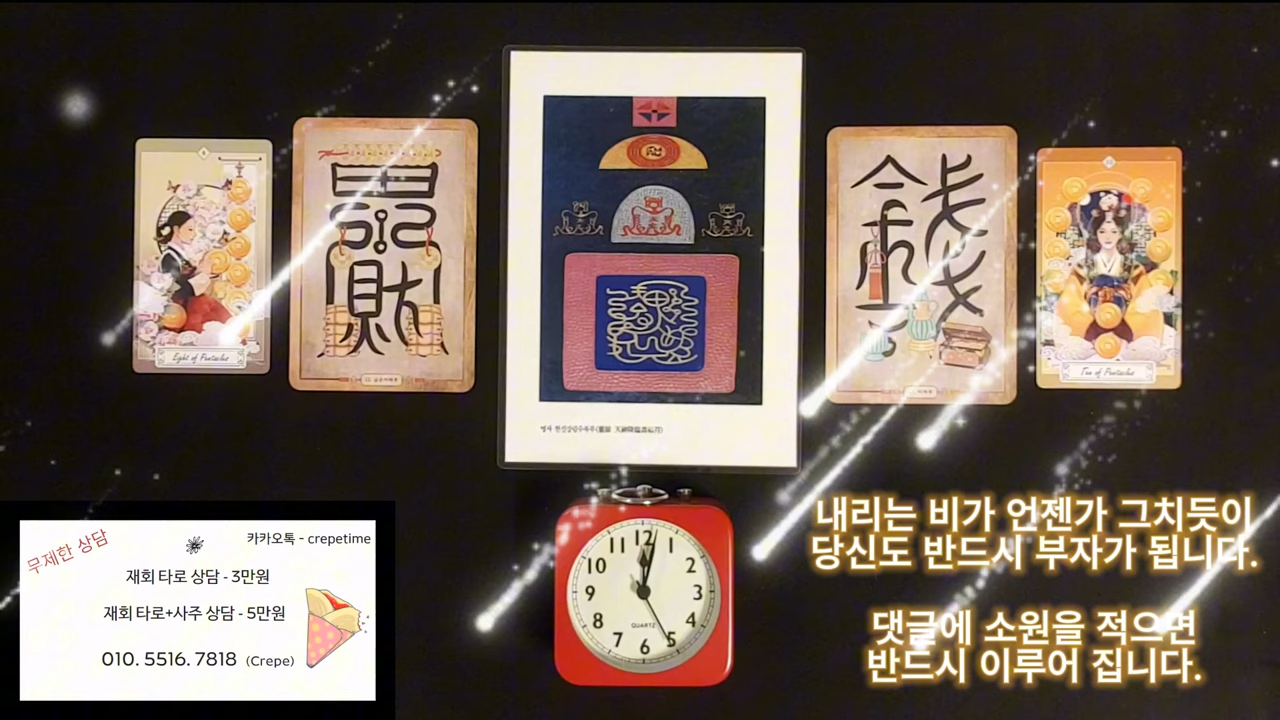 Eight of Pentacles
財
錢
Ten of Pentacles
11 12 1
10 2
9 3
8 4
7 6 5
QUARTZ
내리는 비가 언젠가 그치듯이
당신도 반드시 부자가 됩니다.
댓글에 소원을 적으면
반드시 이루어 집니다.
무제한 상담
카카오톡 - crepetime
재회 타로 상담 - 3만원
재회 타로+사주 상담 - 5만원
010. 5516. 7818 (Crepe)